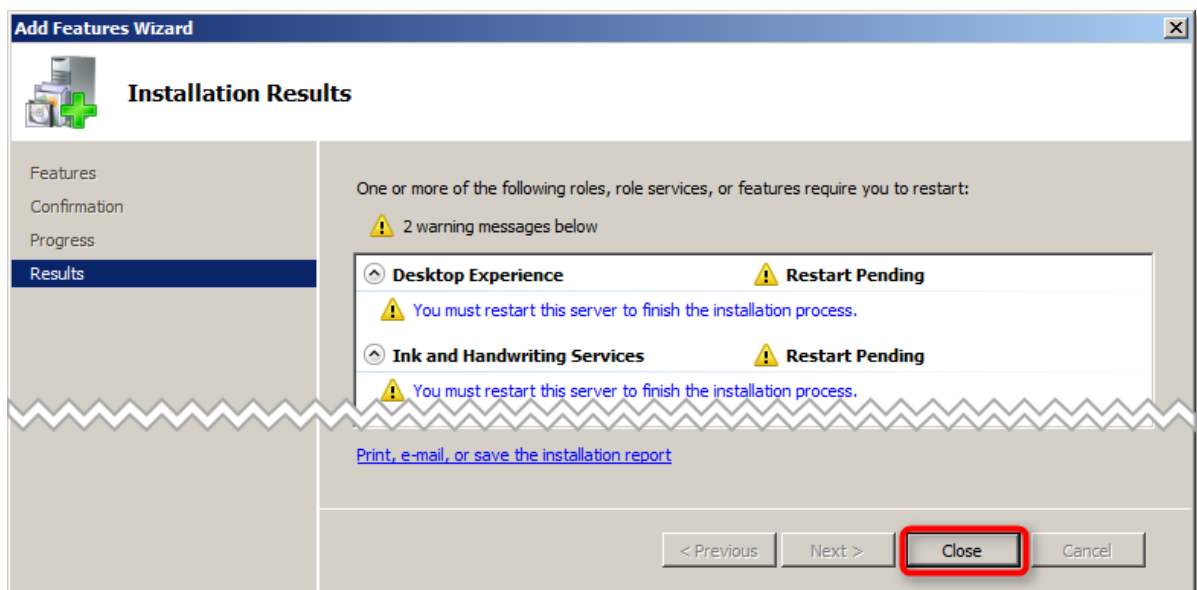 Add Features Wizard
Installation Results
Features
Confirmation
Progress
Results
One or more of the following roles, role services, or features require you to restart:
2 warning messages below
Desktop Experience Restart Pending
You must restart this server to finish the installation process.
Ink and Handwriting Services Restart Pending
You must restart this server to finish the installation process.
Print, e-mail, or save the installation report
< Previous Next > Close Cancel